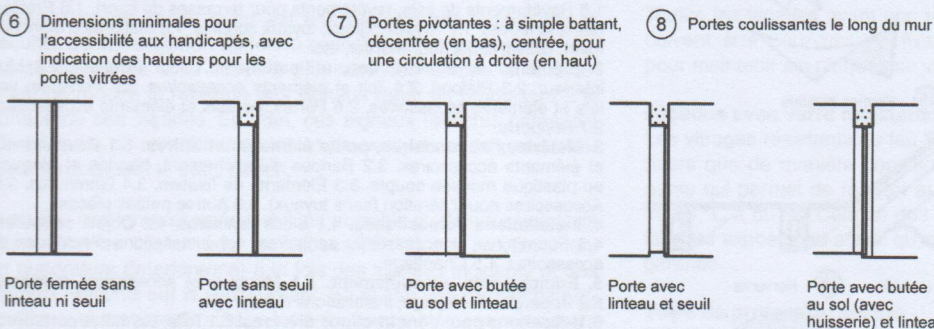 6 Dimensions minimales pour
l'accessibilité aux handicapés, avec
indication des hauteurs pour les
portes vitrées
7 Portes pivotantes : à simple battant,
décentrée (en bas), centrée, pour
une circulation à droite (en haut)
8 Portes coulissantes le long du mur
Porte fermée sans
linteau ni seuil
Porte sans seuil
avec linteau
Porte avec butée
au sol et linteau
Porte avec
linteau et seuil
Porte avec butée
au sol (avec
huisserie) et